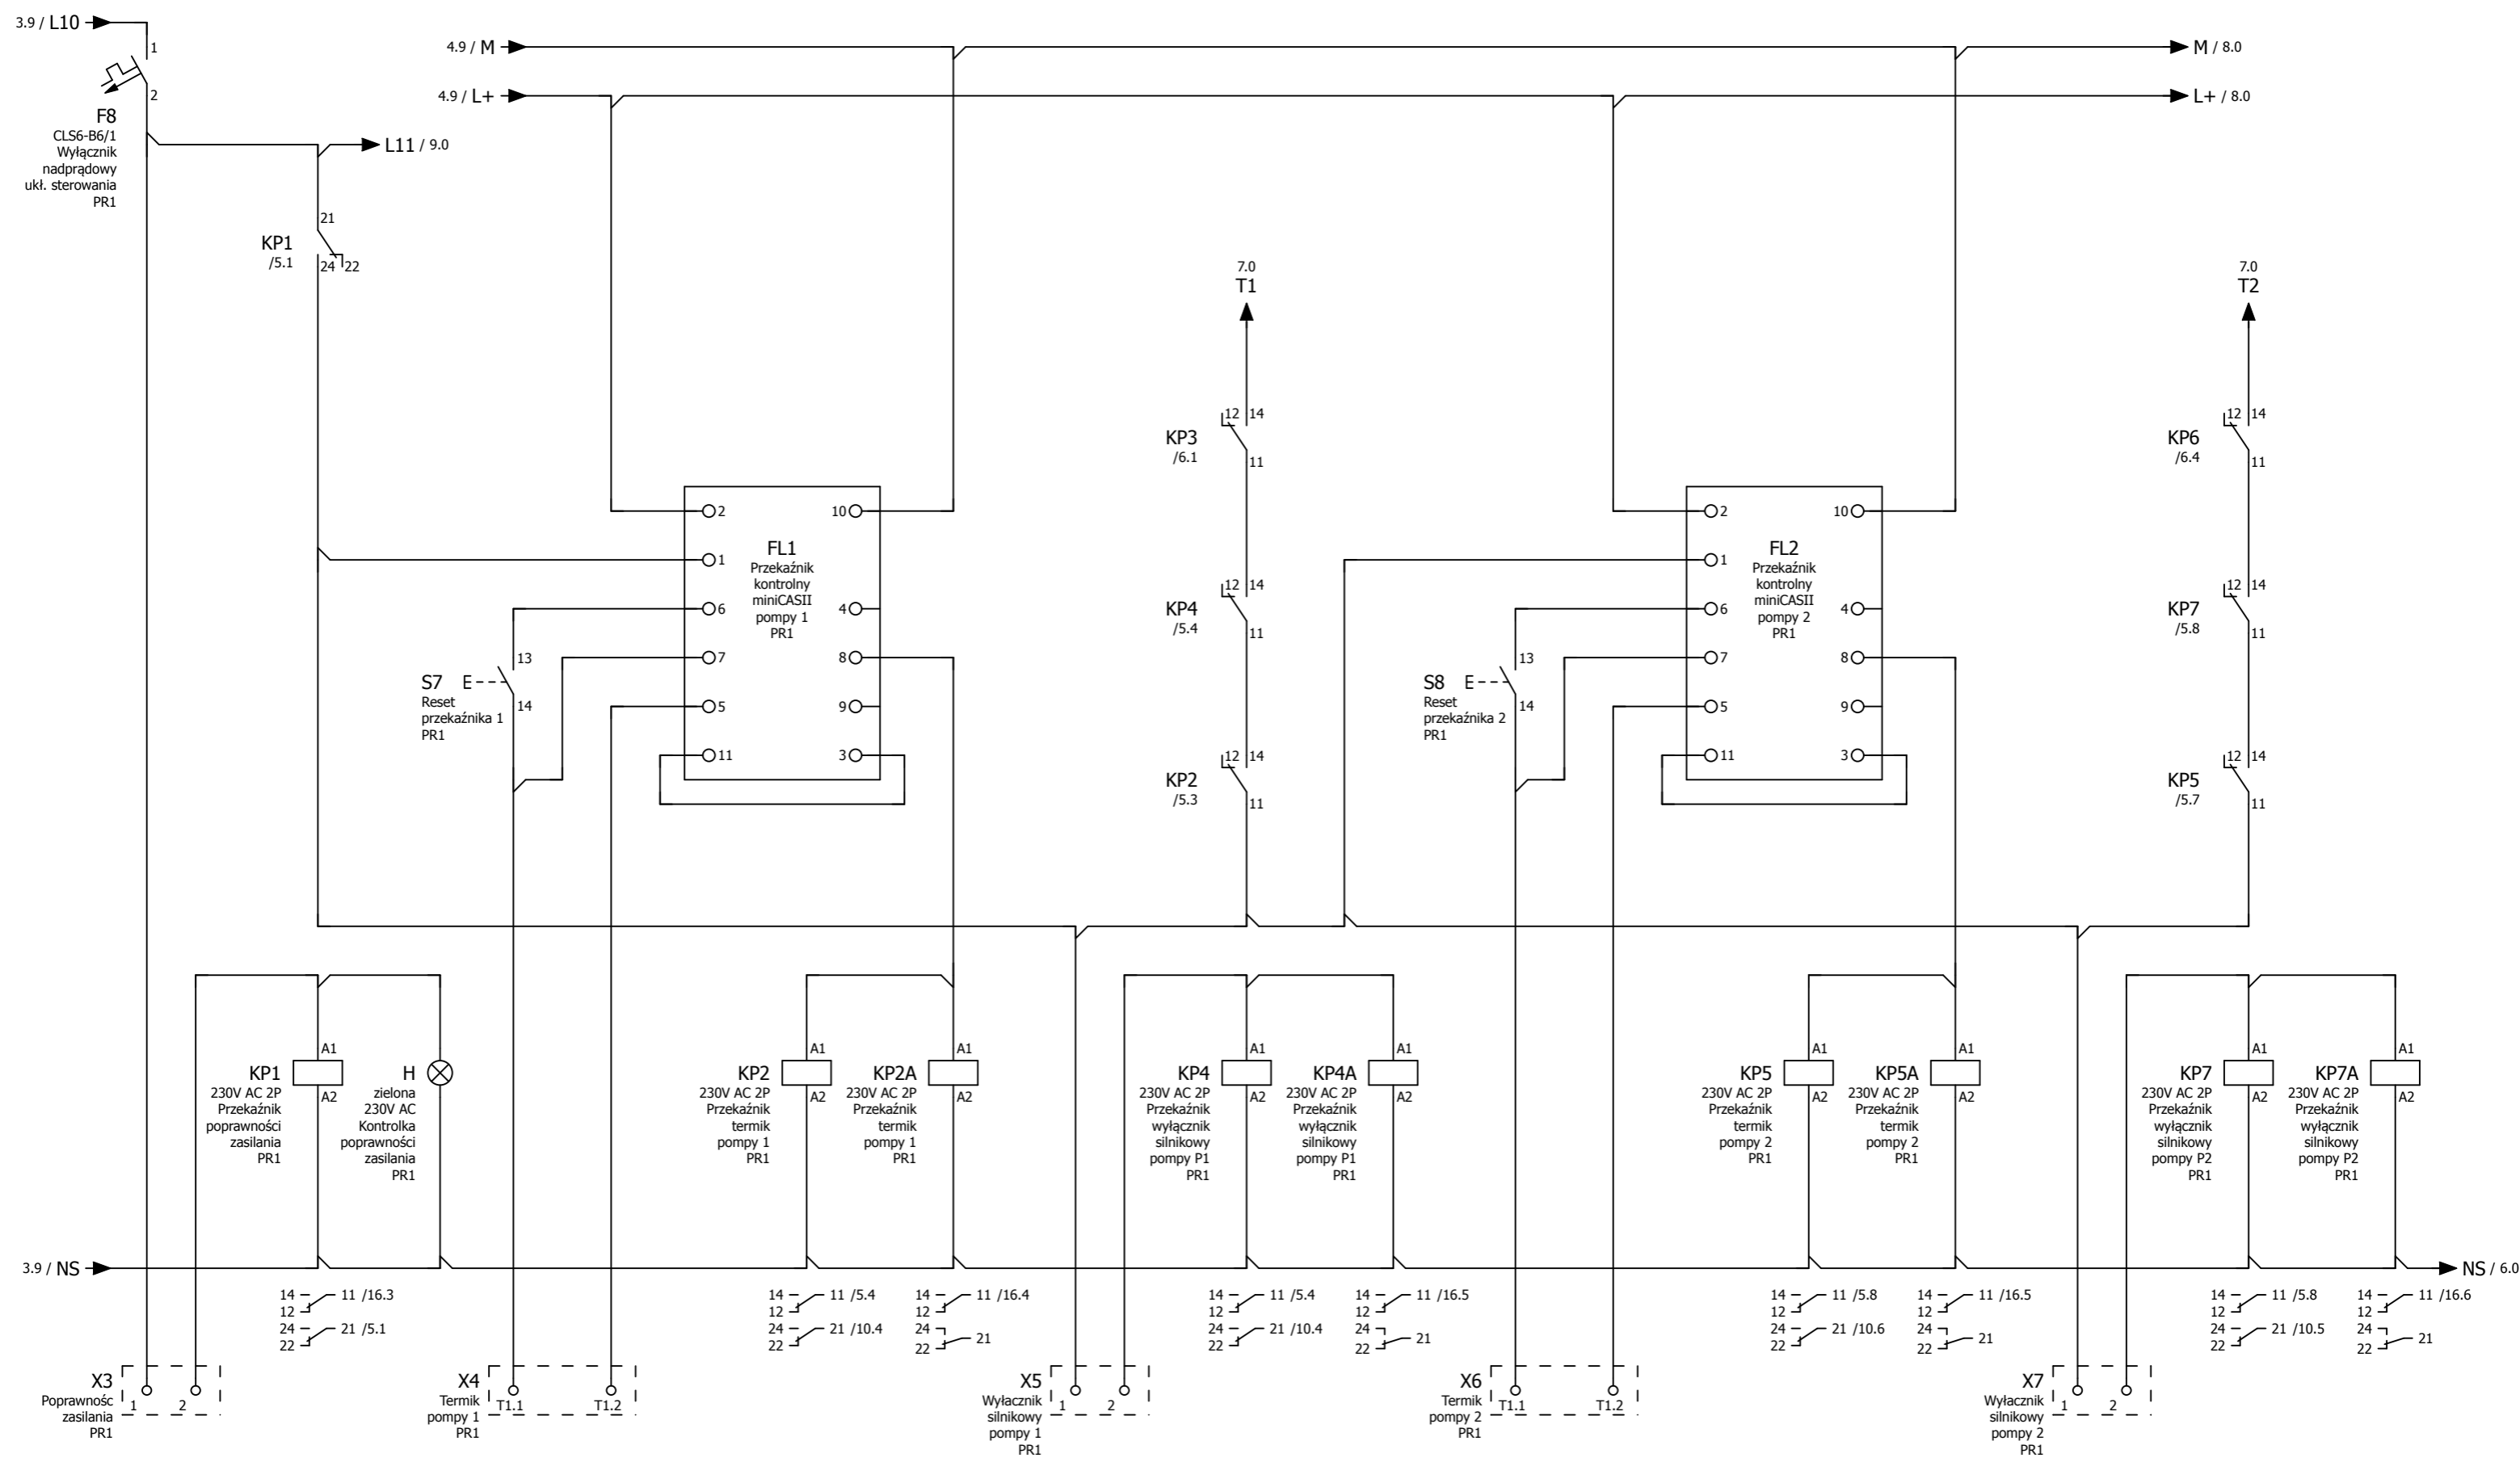 3.9 / L10
1
2
F8
CLS6-B6/1
Wyłącznik
nadprądowy
ukł. sterowania
PR1
L11 / 9.0
4.9 / M
M / 8.0
4.9 / L+
L+ / 8.0
21
KP1
/5.1
24 22
7.0
T1
12 14
KP3
/6.1
11
12 14
KP4
/5.4
11
12 14
KP2
/5.3
11
7.0
T2
12 14
KP6
/6.4
11
12 14
KP7
/5.8
11
12 14
KP5
/5.7
11
2 10
1
6 4
7 8
5 9
11 3
FL1
Przekaźnik
kontrolny
miniCASII
pompy 1
PR1
13
S7 E
14
Reset
przekaźnika 1
PR1
2 10
1
6 4
7 8
5 9
11 3
FL2
Przekaźnik
kontrolny
miniCASII
pompy 2
PR1
13
S8 E
14
Reset
przekaźnika 2
PR1
A1
KP1
A2
230V AC 2P
Przekaźnik
poprawności
zasilania
PR1
H
zielona
230V AC
Kontrolka
poprawności
zasilania
PR1
A1
KP2
A2
230V AC 2P
Przekaźnik
termik
pompy 1
PR1
A1
KP2A
A2
230V AC 2P
Przekaźnik
termik
pompy 1
PR1
A1
KP4
A2
230V AC 2P
Przekaźnik
wyłącznik
silnikowy
pompy P1
PR1
A1
KP4A
A2
230V AC 2P
Przekaźnik
wyłącznik
silnikowy
pompy P1
PR1
A1
KP5
A2
230V AC 2P
Przekaźnik
termik
pompy 2
PR1
A1
KP5A
A2
230V AC 2P
Przekaźnik
termik
pompy 2
PR1
A1
KP7
A2
230V AC 2P
Przekaźnik
wyłącznik
silnikowy
pompy P2
PR1
A1
KP7A
A2
230V AC 2P
Przekaźnik
wyłącznik
silnikowy
pompy P2
PR1
3.9 / NS
NS / 6.0
14 11 /16.3
12
24 21 /5.1
22
14 11 /5.4
12
24 21 /10.4
22
14 11 /16.4
12
24
21
22
14 11 /5.4
12
24 21 /10.4
22
14 11 /16.5
12
24
21
22
14 11 /5.8
12
24 21 /10.6
22
14 11 /16.5
12
24
21
22
14 11 /5.8
12
24 21 /10.5
22
14 11 /16.6
12
24
21
22
X3
Poprawnośc
zasilania
PR1
1 2
X4
Termik
pompy 1
PR1
T1.1 T1.2
X5
Wyłacznik
silnikowy
pompy 1
PR1
1 2
X6
Termik
pompy 2
PR1
T1.1 T1.2
X7
Wyłacznik
silnikowy
pompy 2
PR1
1 2